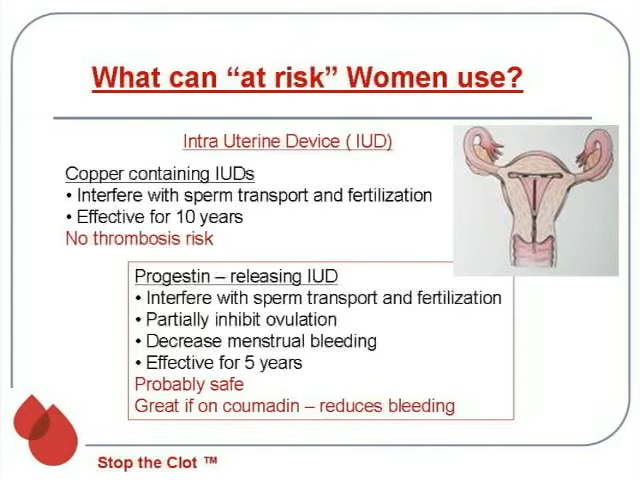 What can “at risk” Women use?
Intra Uterine Device ( IUD)
Copper containing IUDs
• Interfere with sperm transport and fertilization
• Effective for 10 years
No thrombosis risk
Progestin – releasing IUD
• Interfere with sperm transport and fertilization
• Partially inhibit ovulation
• Decrease menstrual bleeding
• Effective for 5 years
Probably safe
Great if on coumadin – reduces bleeding
Stop the Clot ™